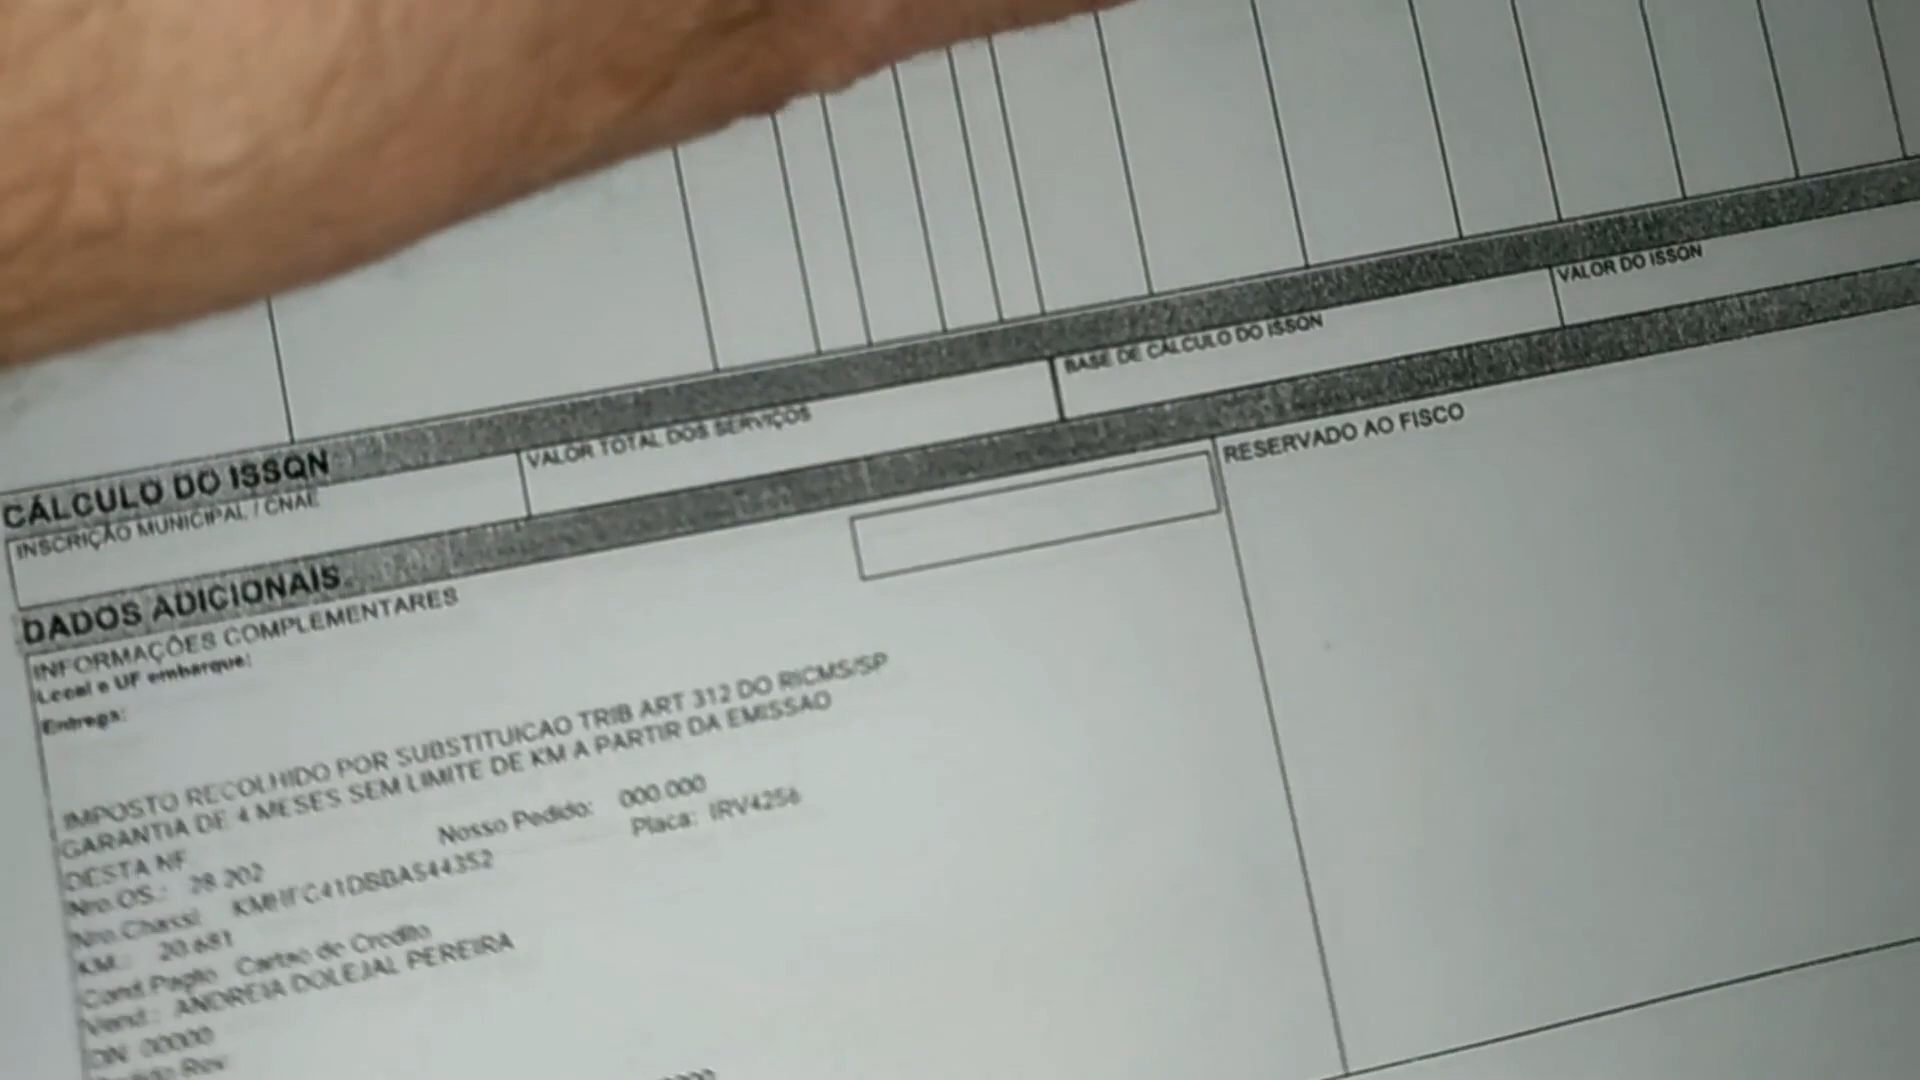 CÁLCULO DO ISSQN
INSCRIÇÃO MUNICIPAL / CNAE
VALOR TOTAL DOS SERVIÇOS
BASE DE CÁLCULO DO ISSQN
VALOR DO ISSQN
DADOS ADICIONAIS
INFORMAÇÕES COMPLEMENTARES
RESERVADO AO FISCO
Local e UF embarque:
Entrega:
IMPOSTO RECOLHIDO POR SUBSTITUICAO TRIB ART 312 DO RICMS/SP
GARANTIA DE 4 MESES SEM LIMITE DE KM A PARTIR DA EMISSAO
DESTA NF
Nro.OS.: 28.202 Nosso Pedido: 000.000
Nro.Chassi: Placa: IRV4256
KM.: 20.681
Cond.Pagto Cartao de Credito
Vend.: ANDREIA DOLEJAL PEREIRA
DN 00000
Rev